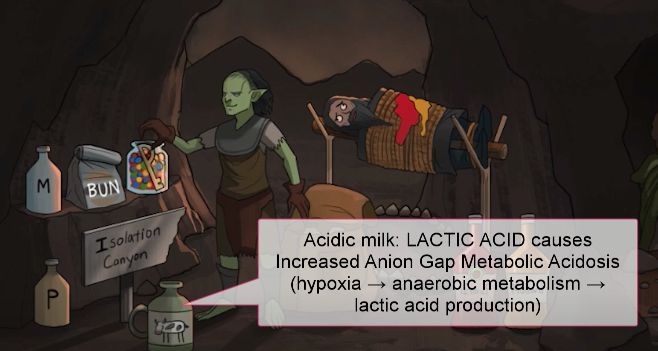 M
BUN
Isolation
Canyon
P
Acidic milk: LACTIC ACID causes
Increased Anion Gap Metabolic Acidosis
(hypoxia → anaerobic metabolism →
lactic acid production)